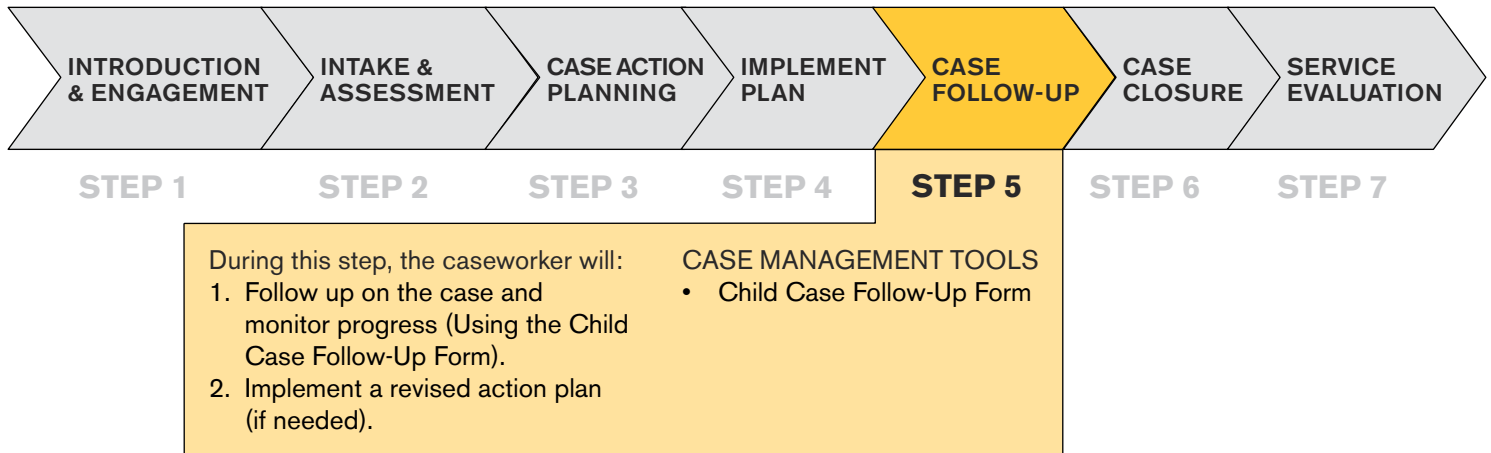 INTRODUCTION
& ENGAGEMENT
INTAKE &
ASSESSMENT
CASE ACTION
PLANNING
IMPLEMENT
PLAN
CASE
FOLLOW-UP
CASE
CLOSURE
SERVICE
EVALUATION
STEP 1
STEP 2
STEP 3
STEP 4
STEP 5
STEP 6
STEP 7
During this step, the caseworker will:
1. Follow up on the case and
monitor progress (Using the Child
Case Follow-Up Form).
2. Implement a revised action plan
(if needed).
CASE MANAGEMENT TOOLS
• Child Case Follow-Up Form